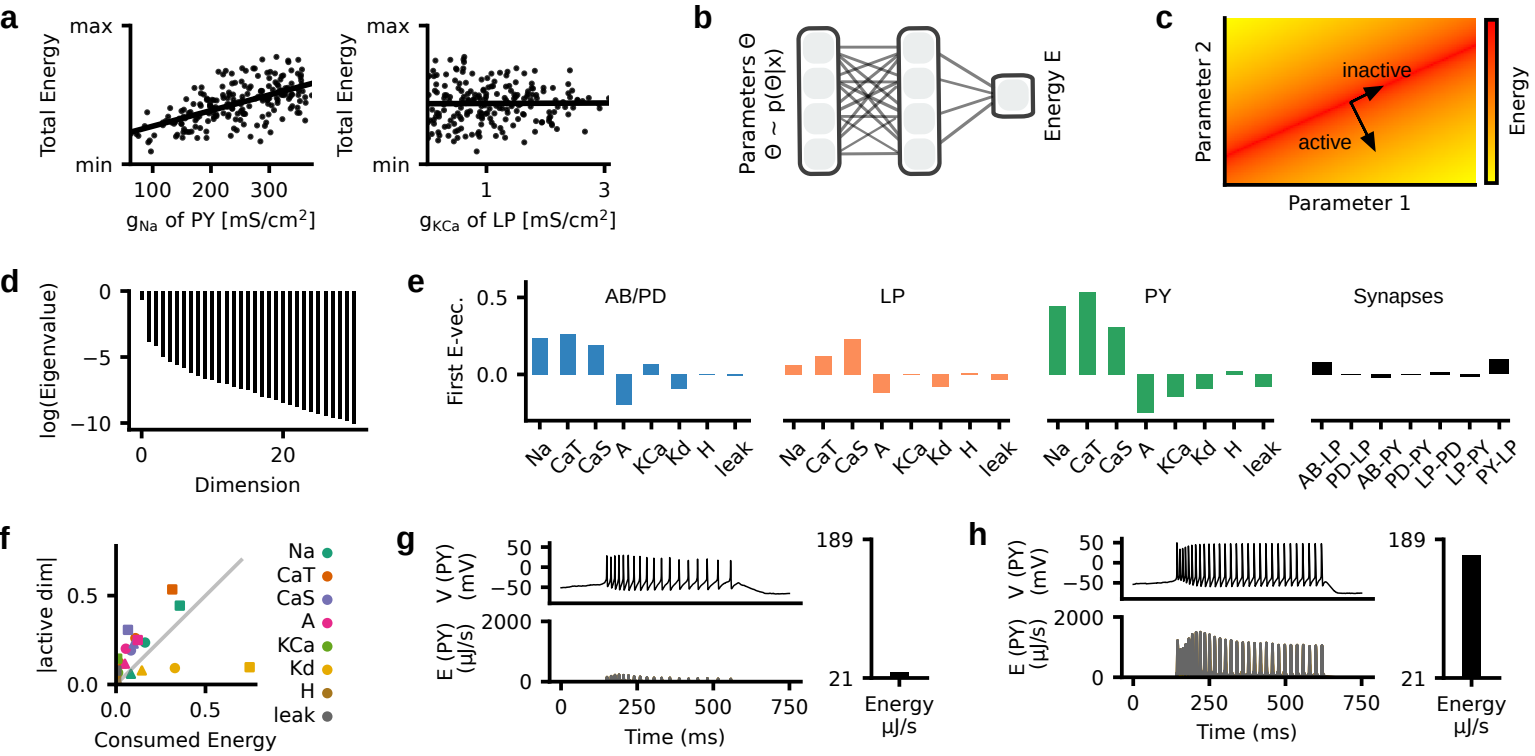 a
max
Total Energy
min
100 200 300
gNa of PY [mS/cm²]
max
Total Energy
min
1 3
gKCa of LP [mS/cm²]
b
Parameters Θ
Θ ~ p(Θ|x)
Energy E
c
Parameter 2
inactive
active
Parameter 1
Energy
d
log(Eigenvalue)
0
−5
−10
0 20
Dimension
e
First E-vec.
0.5
0.0
AB/PD
Na CaT CaS A KCa Kd H leak
LP
Na CaT CaS A KCa Kd H leak
PY
Na CaT CaS A KCa Kd H leak
Synapses
AB-LP PD-LP AB-PY PD-PY LP-PD LP-PY PY-LP
f
|active dim|
0.5
0.0
0.0 0.5
Consumed Energy
Na
CaT
CaS
A
KCa
Kd
H
leak
g
V (PY)
(mV)
50
0
−50
E (PY)
(µJ/s)
2000
0
0 250 500 750
Time (ms)
189
21
Energy
µJ/s
h
V (PY)
(mV)
50
0
−50
E (PY)
(µJ/s)
2000
0
0 250 500 750
Time (ms)
189
21
Energy
µJ/s